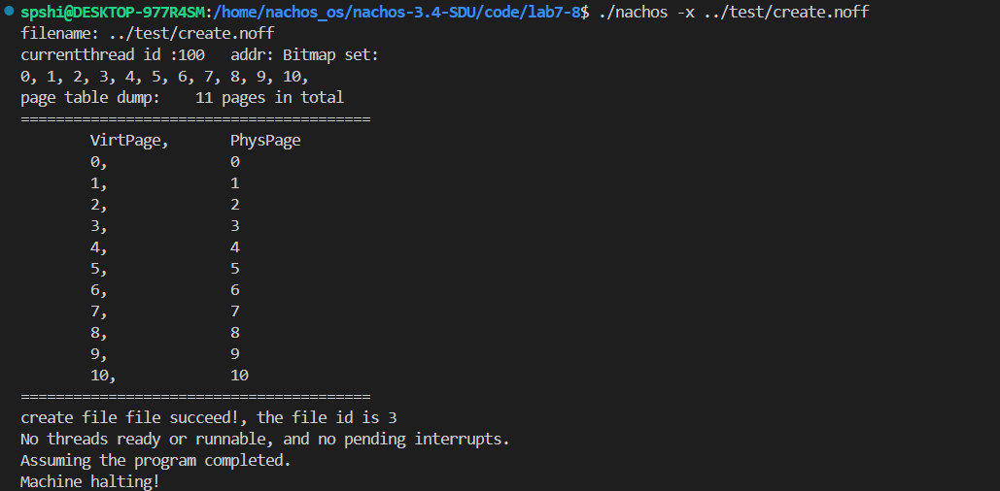 spshi@DESKTOP-977R4SM:/home/nachos_os/nachos-3.4-SDU/code/lab7-8$ ./nachos -x ../test/create.noff
filename: ../test/create.noff
currentthread id :100   addr: Bitmap set:
0, 1, 2, 3, 4, 5, 6, 7, 8, 9, 10,
page table dump:    11 pages in total
========================================
        VirtPage,       PhysPage
        0,              0
        1,              1
        2,              2
        3,              3
        4,              4
        5,              5
        6,              6
        7,              7
        8,              8
        9,              9
        10,             10
========================================
create file file succeed!, the file id is 3
No threads ready or runnable, and no pending interrupts.
Assuming the program completed.
Machine halting!